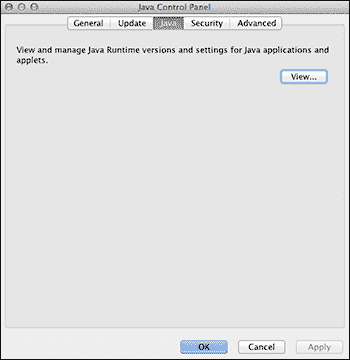 Java Control Panel
General Update Java Security Advanced
View and manage Java Runtime versions and settings for Java applications and
applets.
View...
OK Cancel Apply